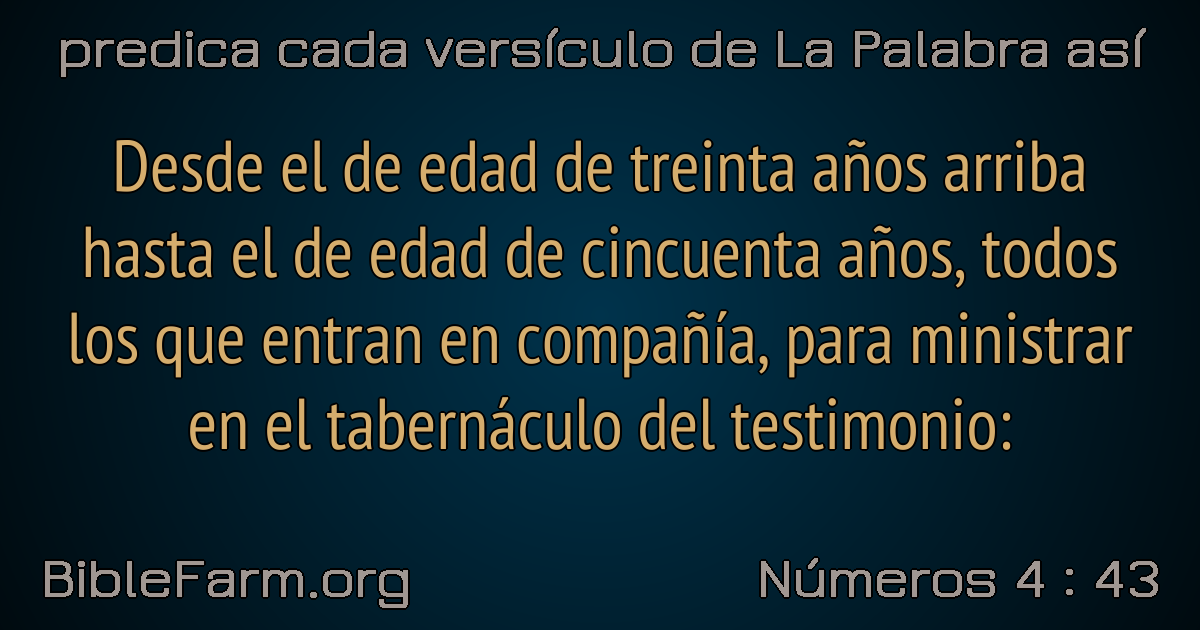 predica cada versículo de La Palabra así
Desde el de edad de treinta años arriba
hasta el de edad de cincuenta años, todos
los que entran en compañía, para ministrar
en el tabernáculo del testimonio:
BibleFarm.org
Números 4 : 43